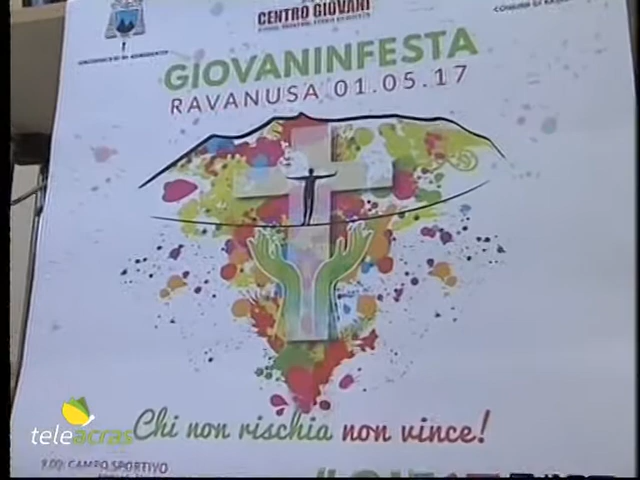 CENTRO GIOVANI
GIOVANINFESTA
RAVANUSA 01.05.17
Chi non rischia non vince!
teleacras
9.00: CAMPO SPORTIVO